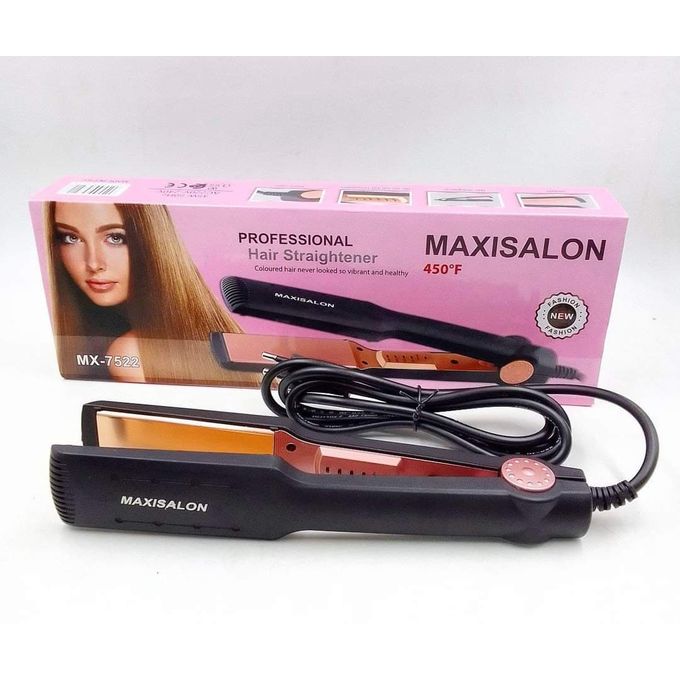 PROFESSIONAL
Hair Straightener
Coloured hair never looked so vibrant and healthy
MAXISALON
450°F
MAXISALON
FASHION
NEW
FASHION
MX-7522
MAXISALON